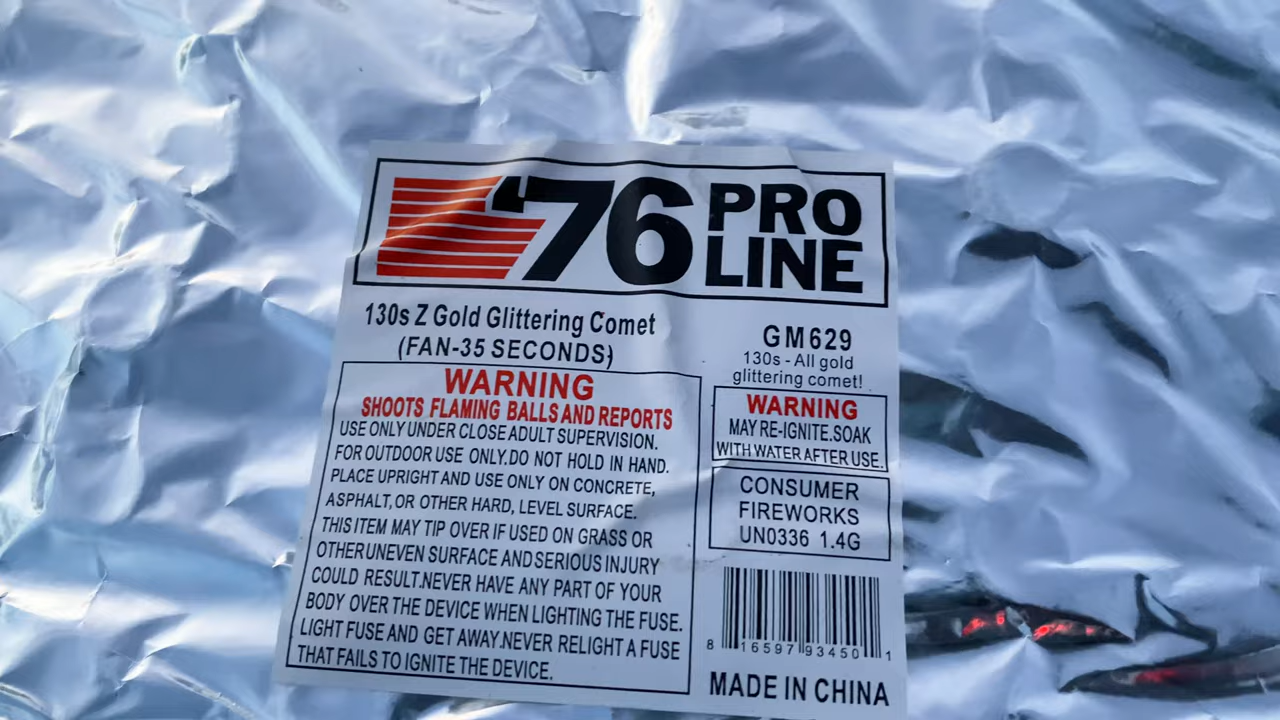 '76 PRO
LINE
130s Z Gold Glittering Comet
(FAN-35 SECONDS)
WARNING
SHOOTS FLAMING BALLS AND REPORTS
USE ONLY UNDER CLOSE ADULT SUPERVISION.
FOR OUTDOOR USE ONLY.DO NOT HOLD IN HAND.
PLACE UPRIGHT AND USE ONLY ON CONCRETE,
ASPHALT,OR OTHER HARD, LEVEL SURFACE.
THIS ITEM MAY TIP OVER IF USED ON GRASS OR
OTHER UNEVEN SURFACE AND SERIOUS INJURY
COULD RESULT.NEVER HAVE ANY PART OF YOUR
BODY OVER THE DEVICE WHEN LIGHTING THE FUSE.
LIGHT FUSE AND GET AWAY.NEVER RELIGHT A FUSE
THAT FAILS TO IGNITE THE DEVICE.
GM629
130s - All gold
glittering comet!
WARNING
MAY RE-IGNITE.SOAK
WITH WATER AFTER USE.
CONSUMER
FIREWORKS
UN0336 1.4G
8 16597 93450 1
MADE IN CHINA